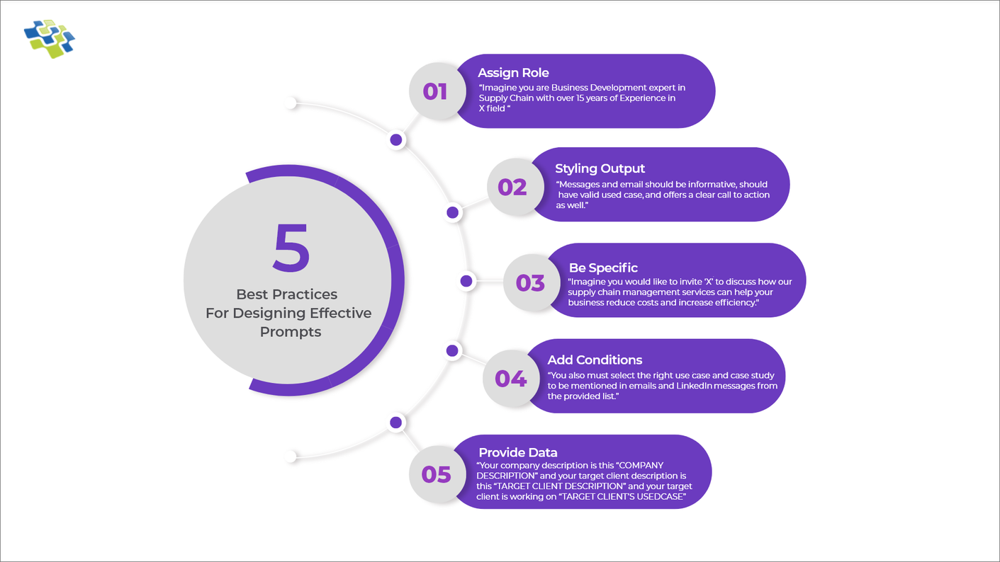 5
Best Practices
For Designing Effective
Prompts
01
Assign Role
“Imagine you are Business Development expert in
Supply Chain with over 15 years of Experience in
X field “
02
Styling Output
“Messages and email should be informative, should
have valid used case, and offers a clear call to action
as well.”
03
Be Specific
"Imagine you would like to invite 'X' to discuss how our
supply chain management services can help your
business reduce costs and increase efficiency."
04
Add Conditions
“You also must select the right use case and case study
to be mentioned in emails and LinkedIn messages from
the provided list.”
05
Provide Data
“Your company description is this “COMPANY
DESCRIPTION” and your target client description is
this “TARGET CLIENT DESCRIPTION” and your target
client is working on “TARGET CLIENT’S USEDCASE”